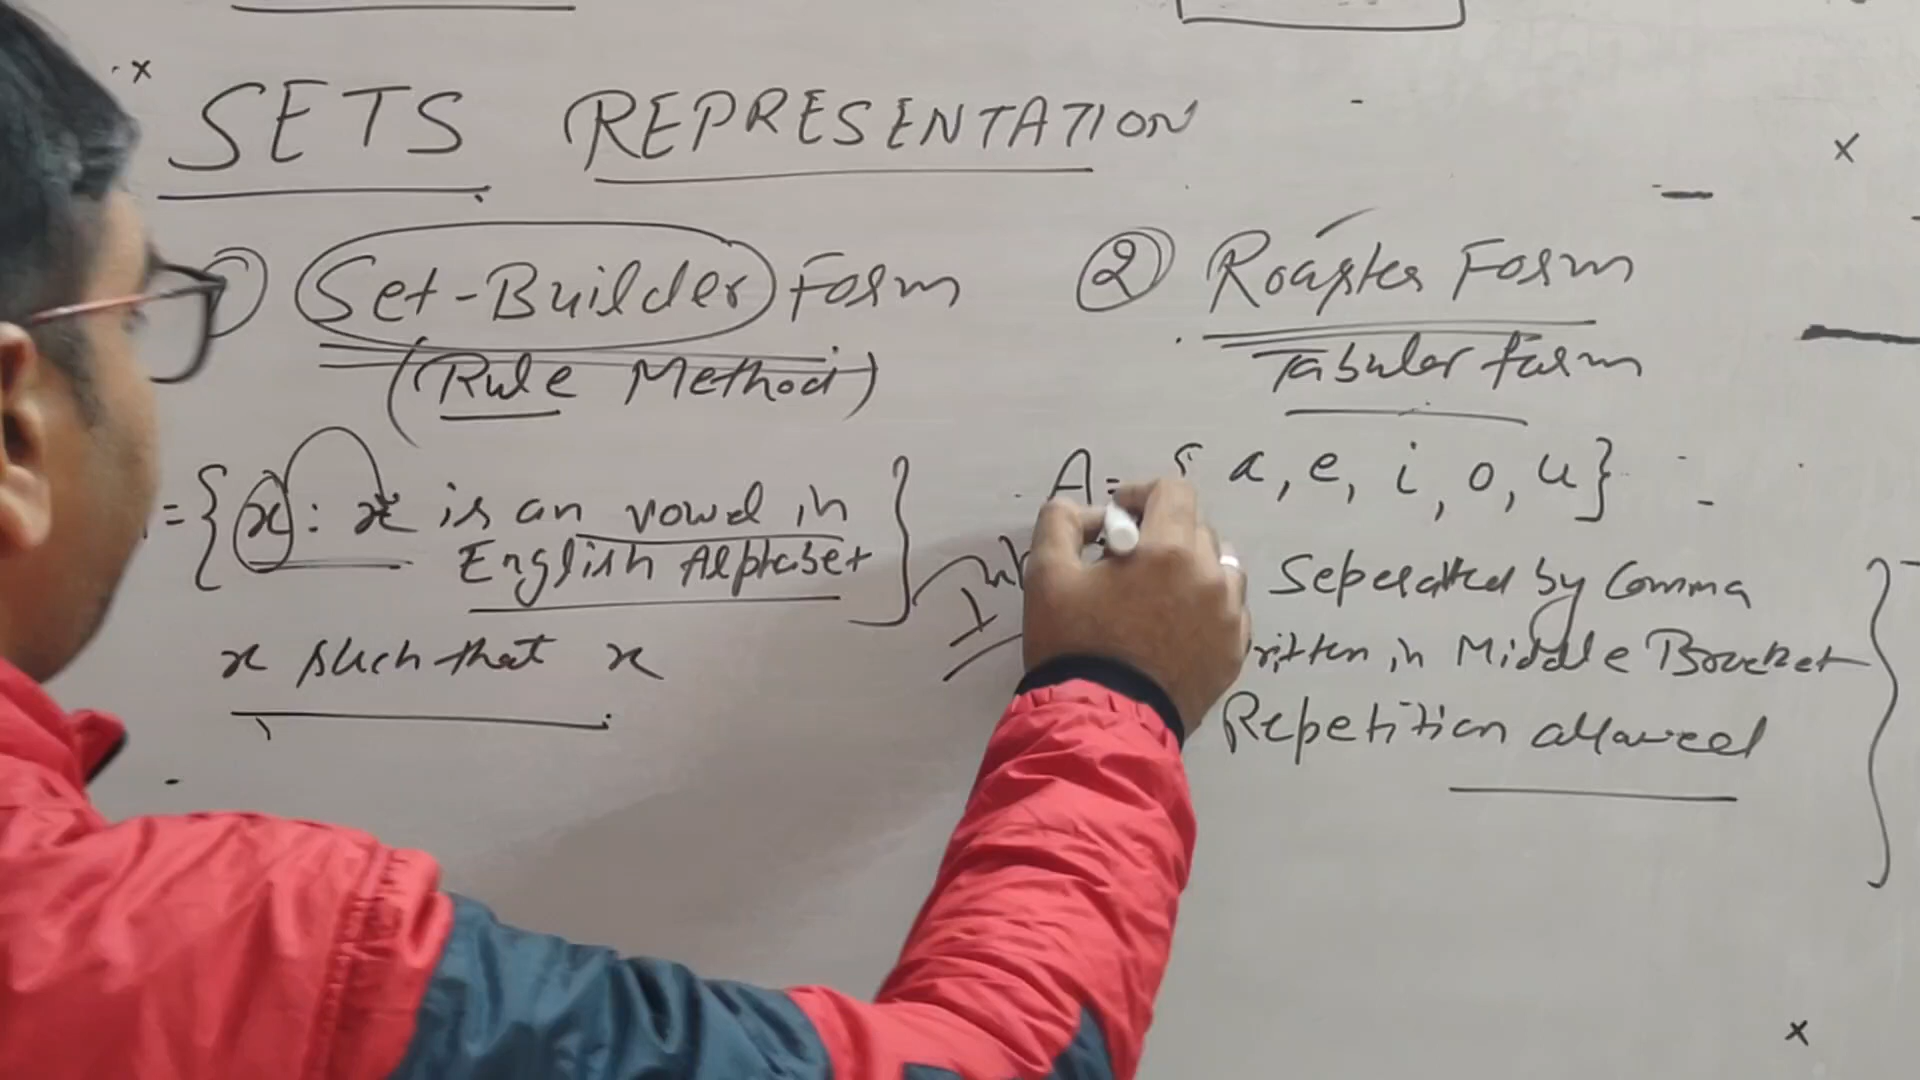 SETS REPRESENTATION
① Set-Builder Form
(Rule Method)
= {x : x is an vowel in
English Alphabet}
x such that x
② Roaster Form
Tabular form
A = { a, e, i, o, u}
Seperated by Comma
ritten in Middle Bracket
Repetition allowed